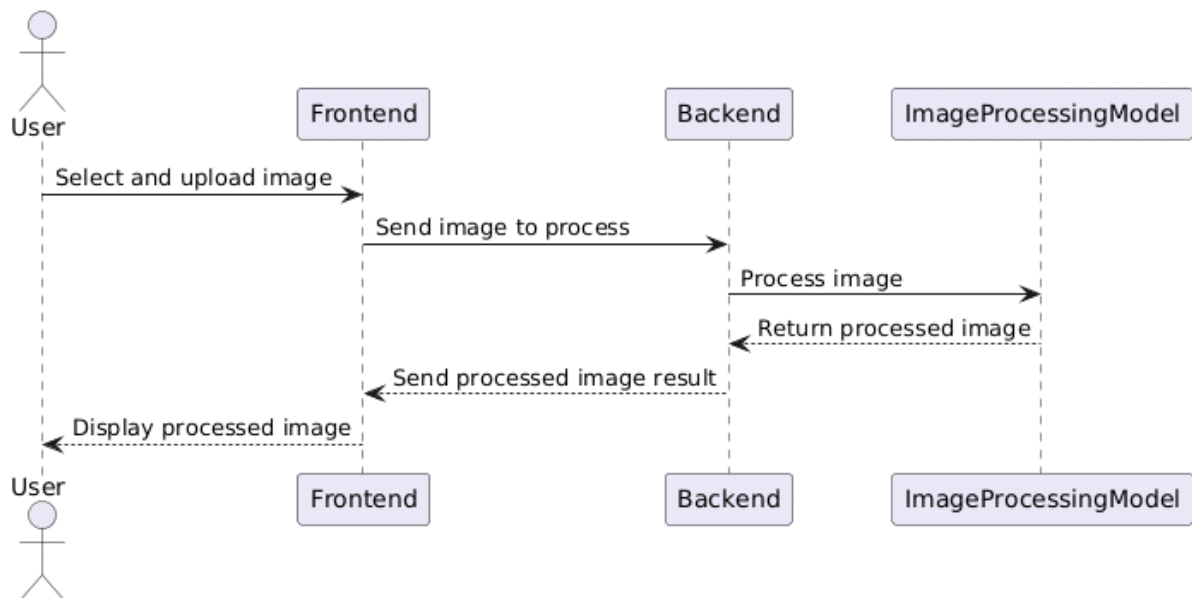 User
Frontend
Backend
ImageProcessingModel
Select and upload image
Send image to process
Process image
Return processed image
Send processed image result
Display processed image
User
Frontend
Backend
ImageProcessingModel